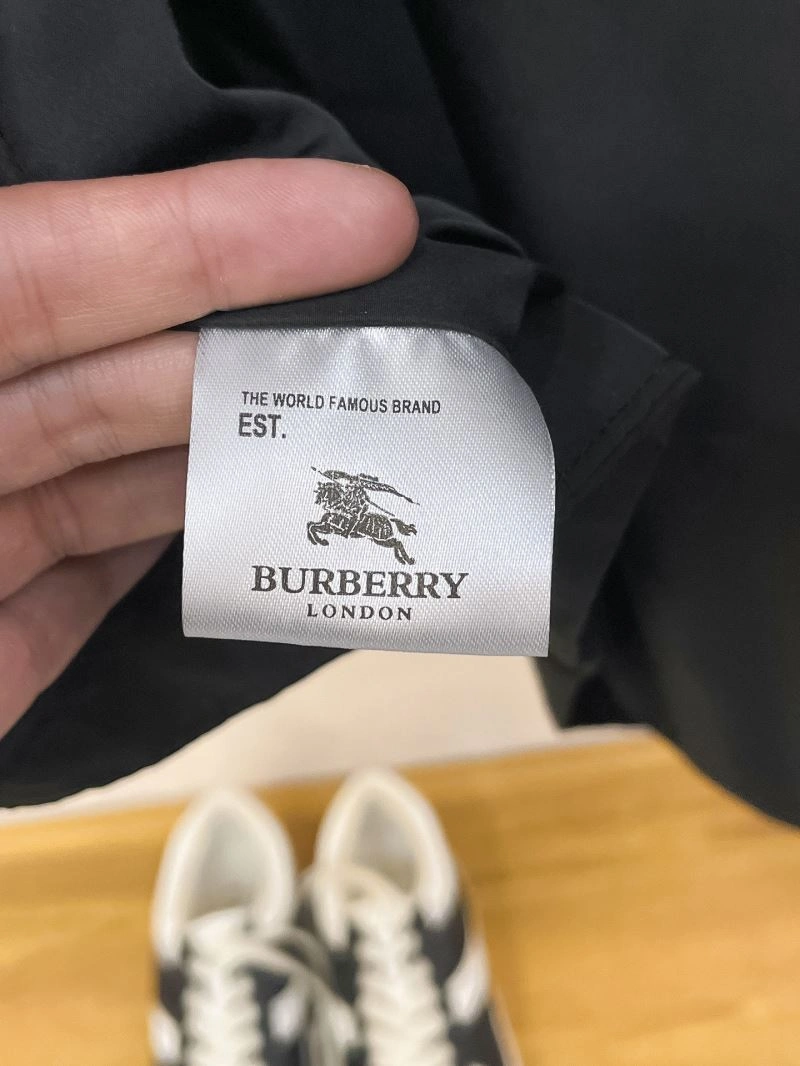 THE WORLD FAMOUS BRAND
EST.
BURBERRY
LONDON